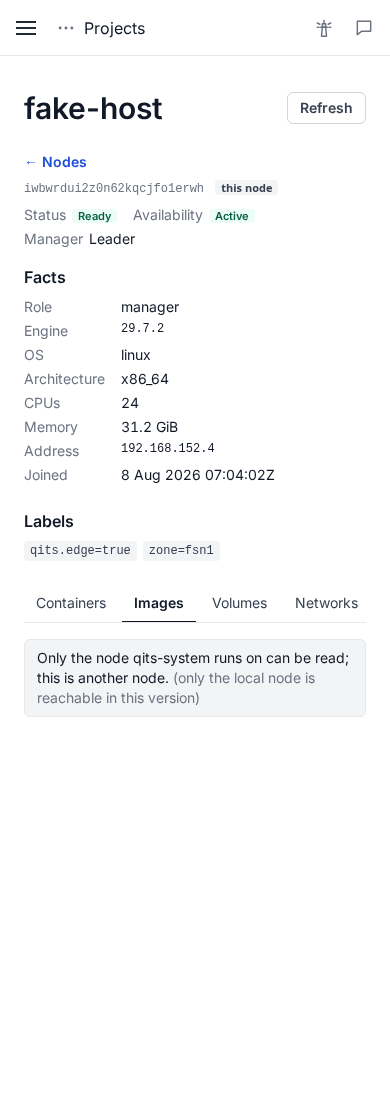 Projects
fake-host
Refresh
← Nodes
iwbwrdui2z0n62kqcjfo1erwh this node
Status Ready Availability Active
Manager Leader
Facts
Role manager
Engine 29.7.2
OS linux
Architecture x86_64
CPUs 24
Memory 31.2 GiB
Address 192.168.152.4
Joined 8 Aug 2026 07:04:02Z
Labels
qits.edge=true zone=fsn1
Containers Images Volumes Networks
Only the node qits-system runs on can be read;
this is another node. (only the local node is
reachable in this version)